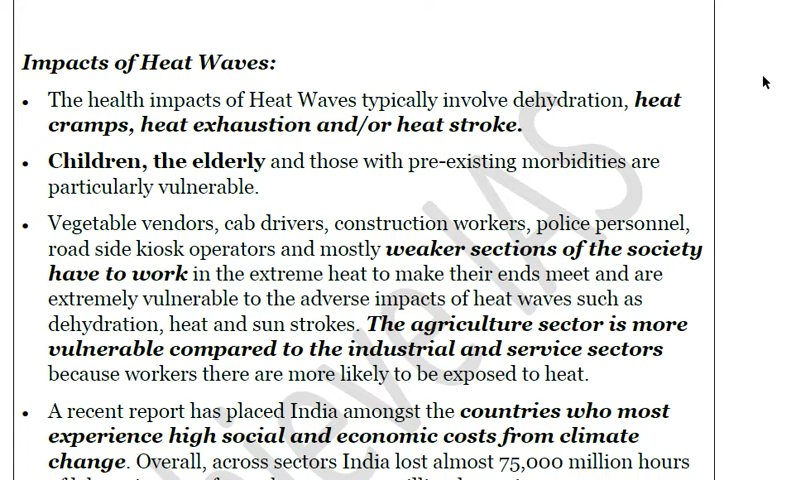 Impacts of Heat Waves:
• The health impacts of Heat Waves typically involve dehydration, heat
cramps, heat exhaustion and/or heat stroke.
• Children, the elderly and those with pre-existing morbidities are
particularly vulnerable.
• Vegetable vendors, cab drivers, construction workers, police personnel,
road side kiosk operators and mostly weaker sections of the society
have to work in the extreme heat to make their ends meet and are
extremely vulnerable to the adverse impacts of heat waves such as
dehydration, heat and sun strokes. The agriculture sector is more
vulnerable compared to the industrial and service sectors
because workers there are more likely to be exposed to heat.
• A recent report has placed India amongst the countries who most
experience high social and economic costs from climate
change. Overall, across sectors India lost almost 75,000 million hours
hieve IAS